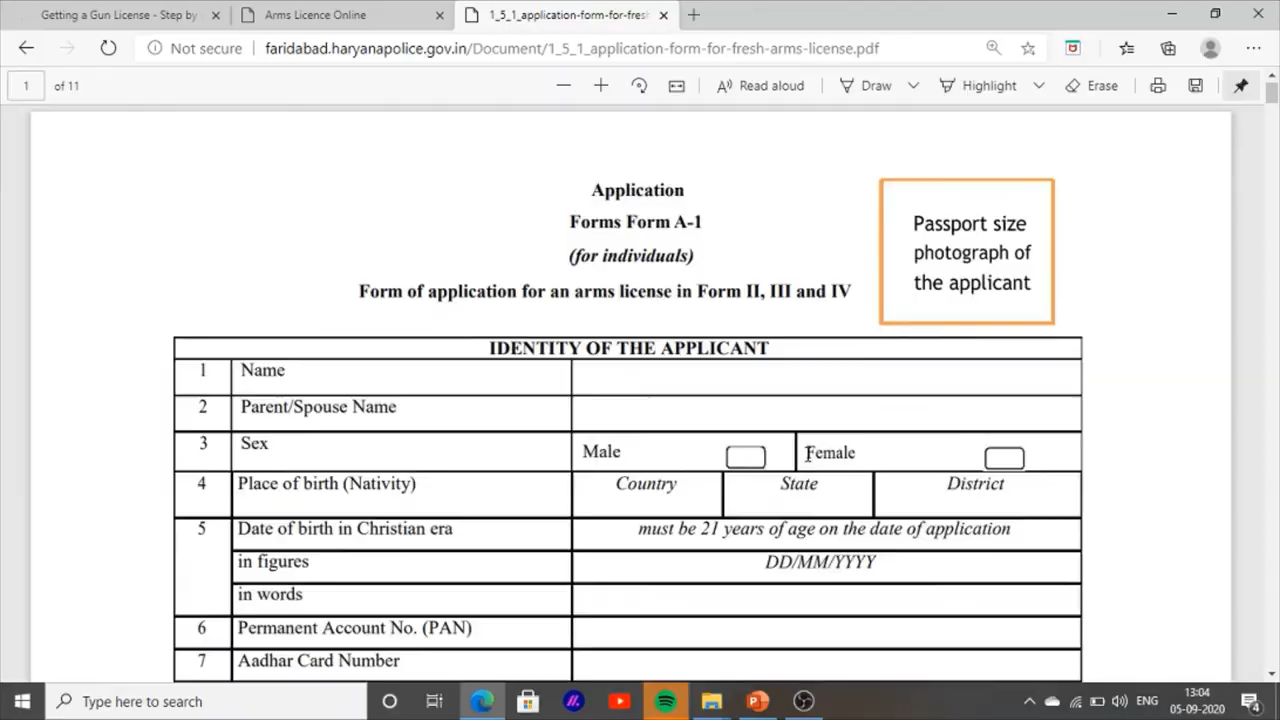 Getting a Gun License - Step by
Arms Licence Online
1_5_1_application-form-for-fresh
Not secure
faridabad.haryanapolice.gov.in/Document/1_5_1_application-form-for-fresh-arms-license.pdf
1 of 11
Read aloud
Draw
Highlight
Erase
Application
Forms Form A-1
(for individuals)
Form of application for an arms license in Form II, III and IV
Passport size
photograph of
the applicant
IDENTITY OF THE APPLICANT
1 Name
2 Parent/Spouse Name
3 Sex Male Female
4 Place of birth (Nativity) Country State District
5 Date of birth in Christian era must be 21 years of age on the date of application
in figures DD/MM/YYYY
in words
6 Permanent Account No. (PAN)
7 Aadhar Card Number
Type here to search
ENG
13:04
05-09-2020
4